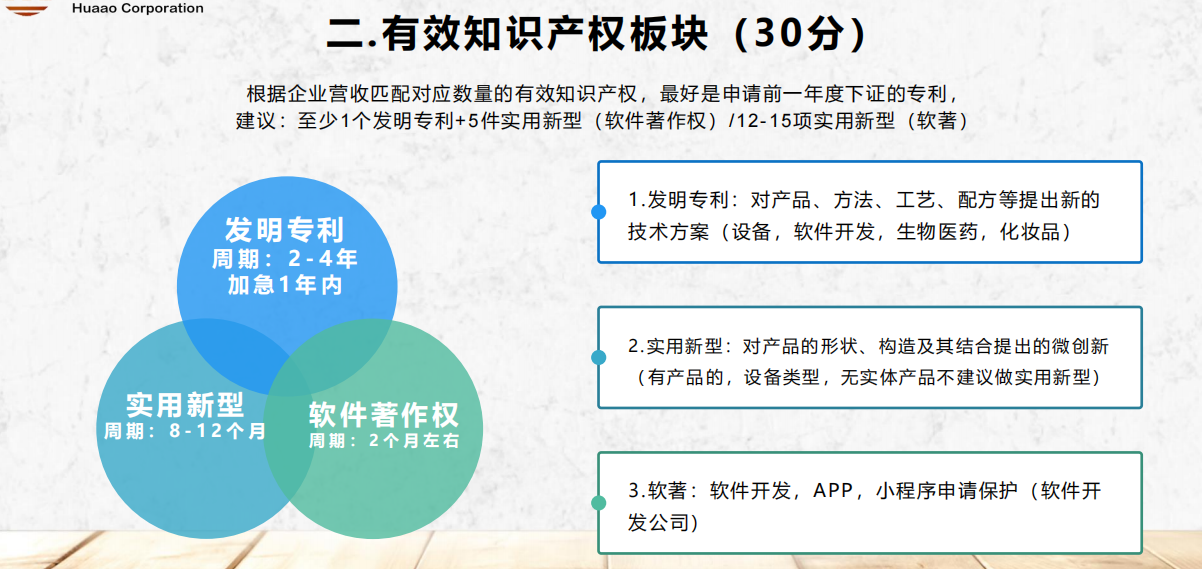 Huaao Corporation
二.有效知识产权板块（30分）
根据企业营收匹配对应数量的有效知识产权，最好是申请前一年度下证的专利，
建议：至少1个发明专利+5件实用新型（软件著作权）/12-15项实用新型（软著）
发明专利
周期：2-4年
加急1年内
实用新型
周期：8-12个月
软件著作权
周期：2个月左右
1.发明专利：对产品、方法、工艺、配方等提出新的
技术方案（设备，软件开发，生物医药，化妆品）
2.实用新型：对产品的形状、构造及其结合提出的微创新
（有产品的，设备类型，无实体产品不建议做实用新型）
3.软著：软件开发，APP，小程序申请保护（软件开
发公司）